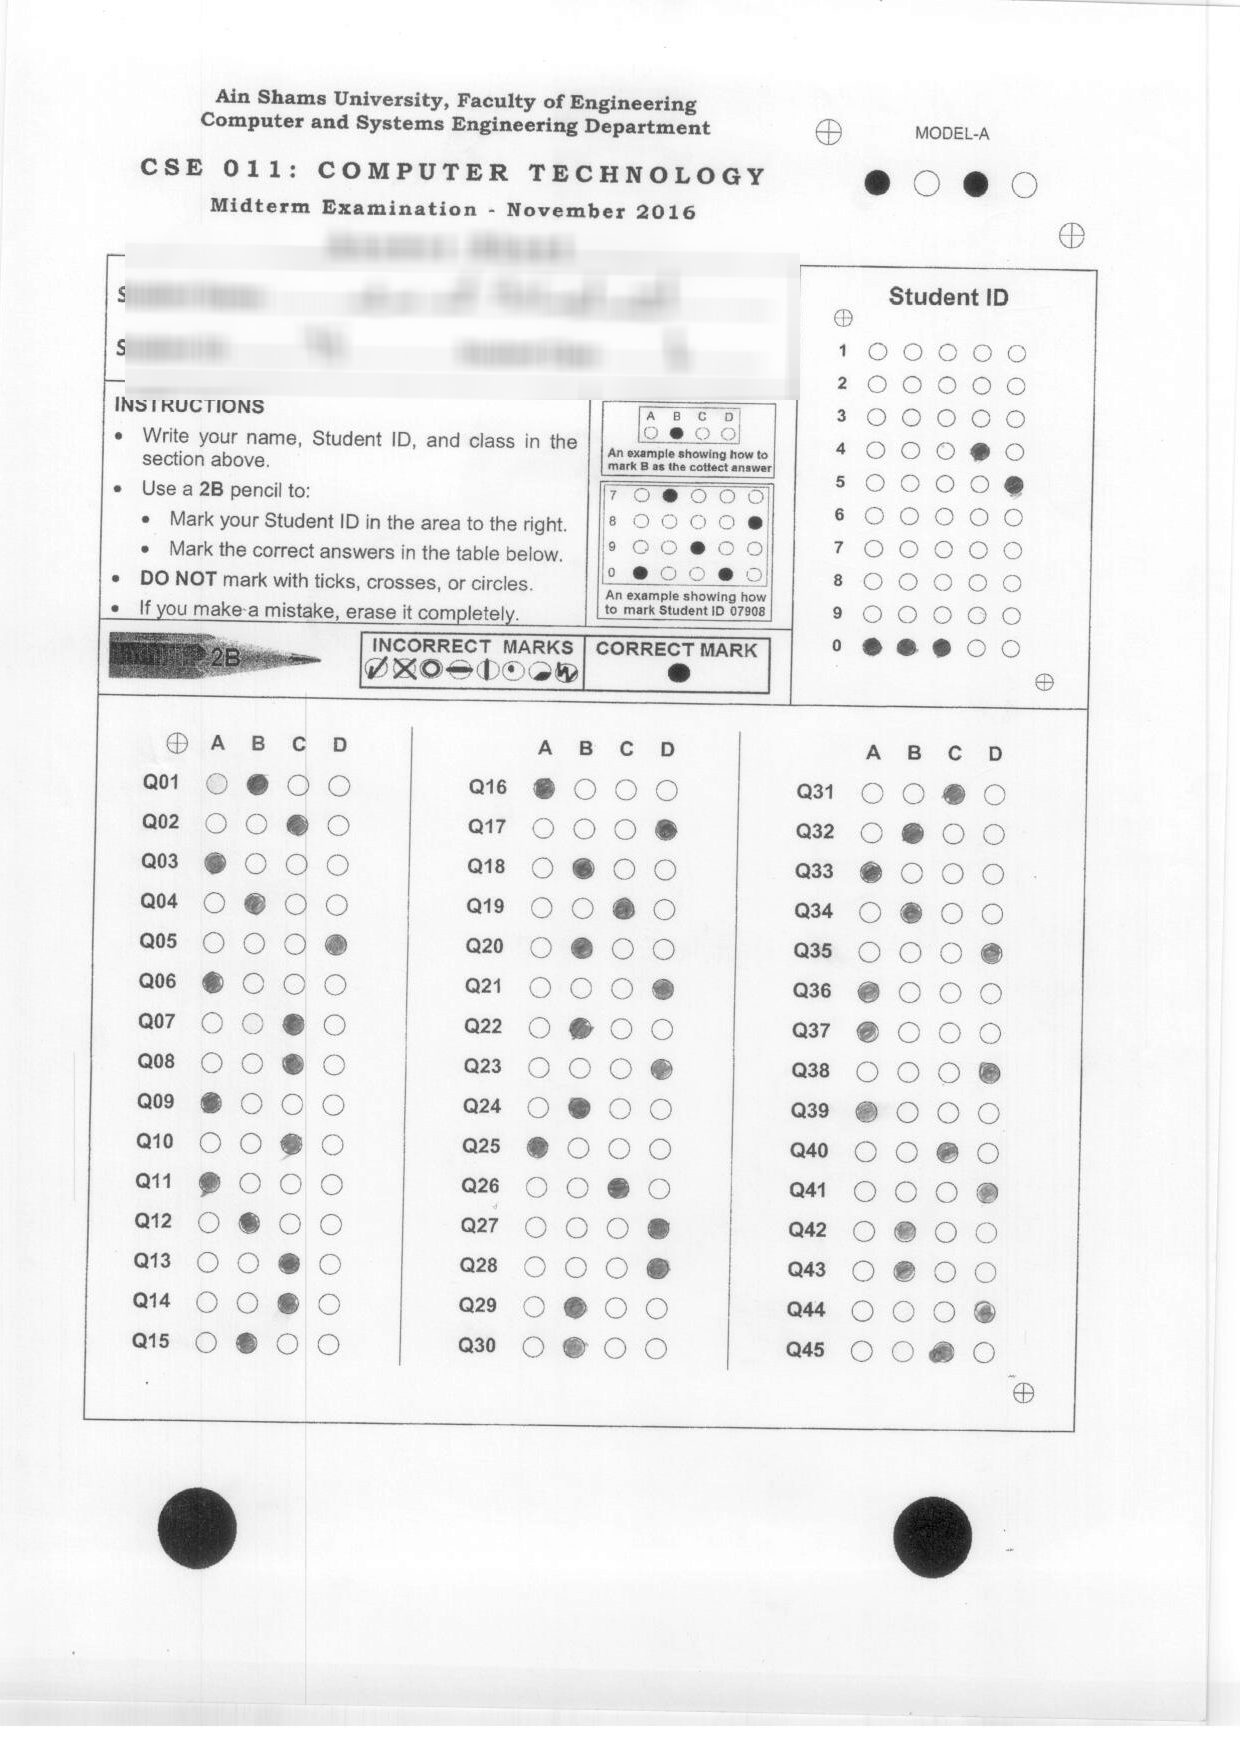 Ain Shams University, Faculty of Engineering
Computer and Systems Engineering Department
CSE 011: COMPUTER TECHNOLOGY
Midterm Examination - November 2016
MODEL-A
Student ID
1
2
3
4
5
6
7
8
9
0
INSTRUCTIONS
• Write your name, Student ID, and class in the
section above.
• Use a 2B pencil to:
• Mark your Student ID in the area to the right.
• Mark the correct answers in the table below.
• DO NOT mark with ticks, crosses, or circles.
• If you make a mistake, erase it completely.
A B C D
An example showing how to
mark B as the cottect answer
7
8
9
0
An example showing how
to mark Student ID 07908
2B
INCORRECT MARKS
CORRECT MARK
A B C D
Q01
Q02
Q03
Q04
Q05
Q06
Q07
Q08
Q09
Q10
Q11
Q12
Q13
Q14
Q15
A B C D
Q16
Q17
Q18
Q19
Q20
Q21
Q22
Q23
Q24
Q25
Q26
Q27
Q28
Q29
Q30
A B C D
Q31
Q32
Q33
Q34
Q35
Q36
Q37
Q38
Q39
Q40
Q41
Q42
Q43
Q44
Q45